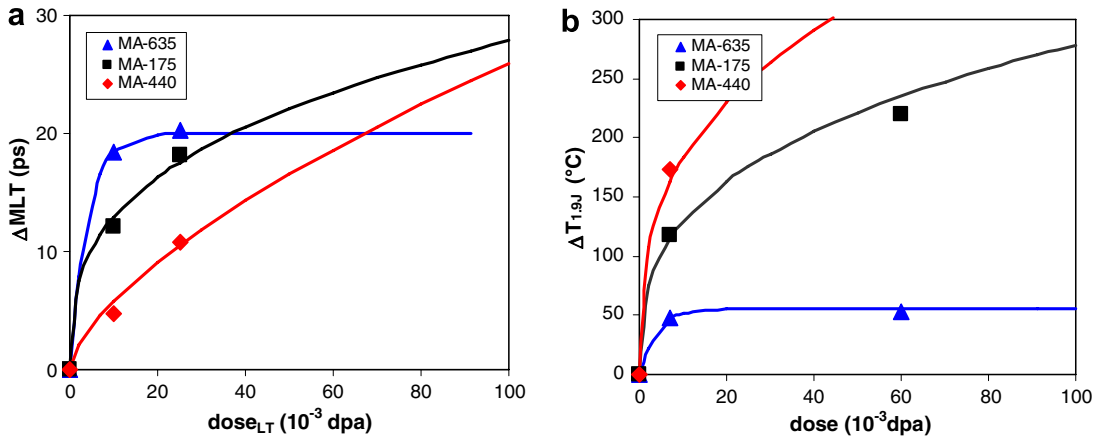 a
30
20
10
0
ΔMLT (ps)
MA-635
MA-175
MA-440
0 20 40 60 80 100
dose_LT (10⁻³ dpa)
b
300
250
200
150
100
50
0
ΔT_1.9J (°C)
MA-635
MA-175
MA-440
0 20 40 60 80 100
dose (10⁻³dpa)